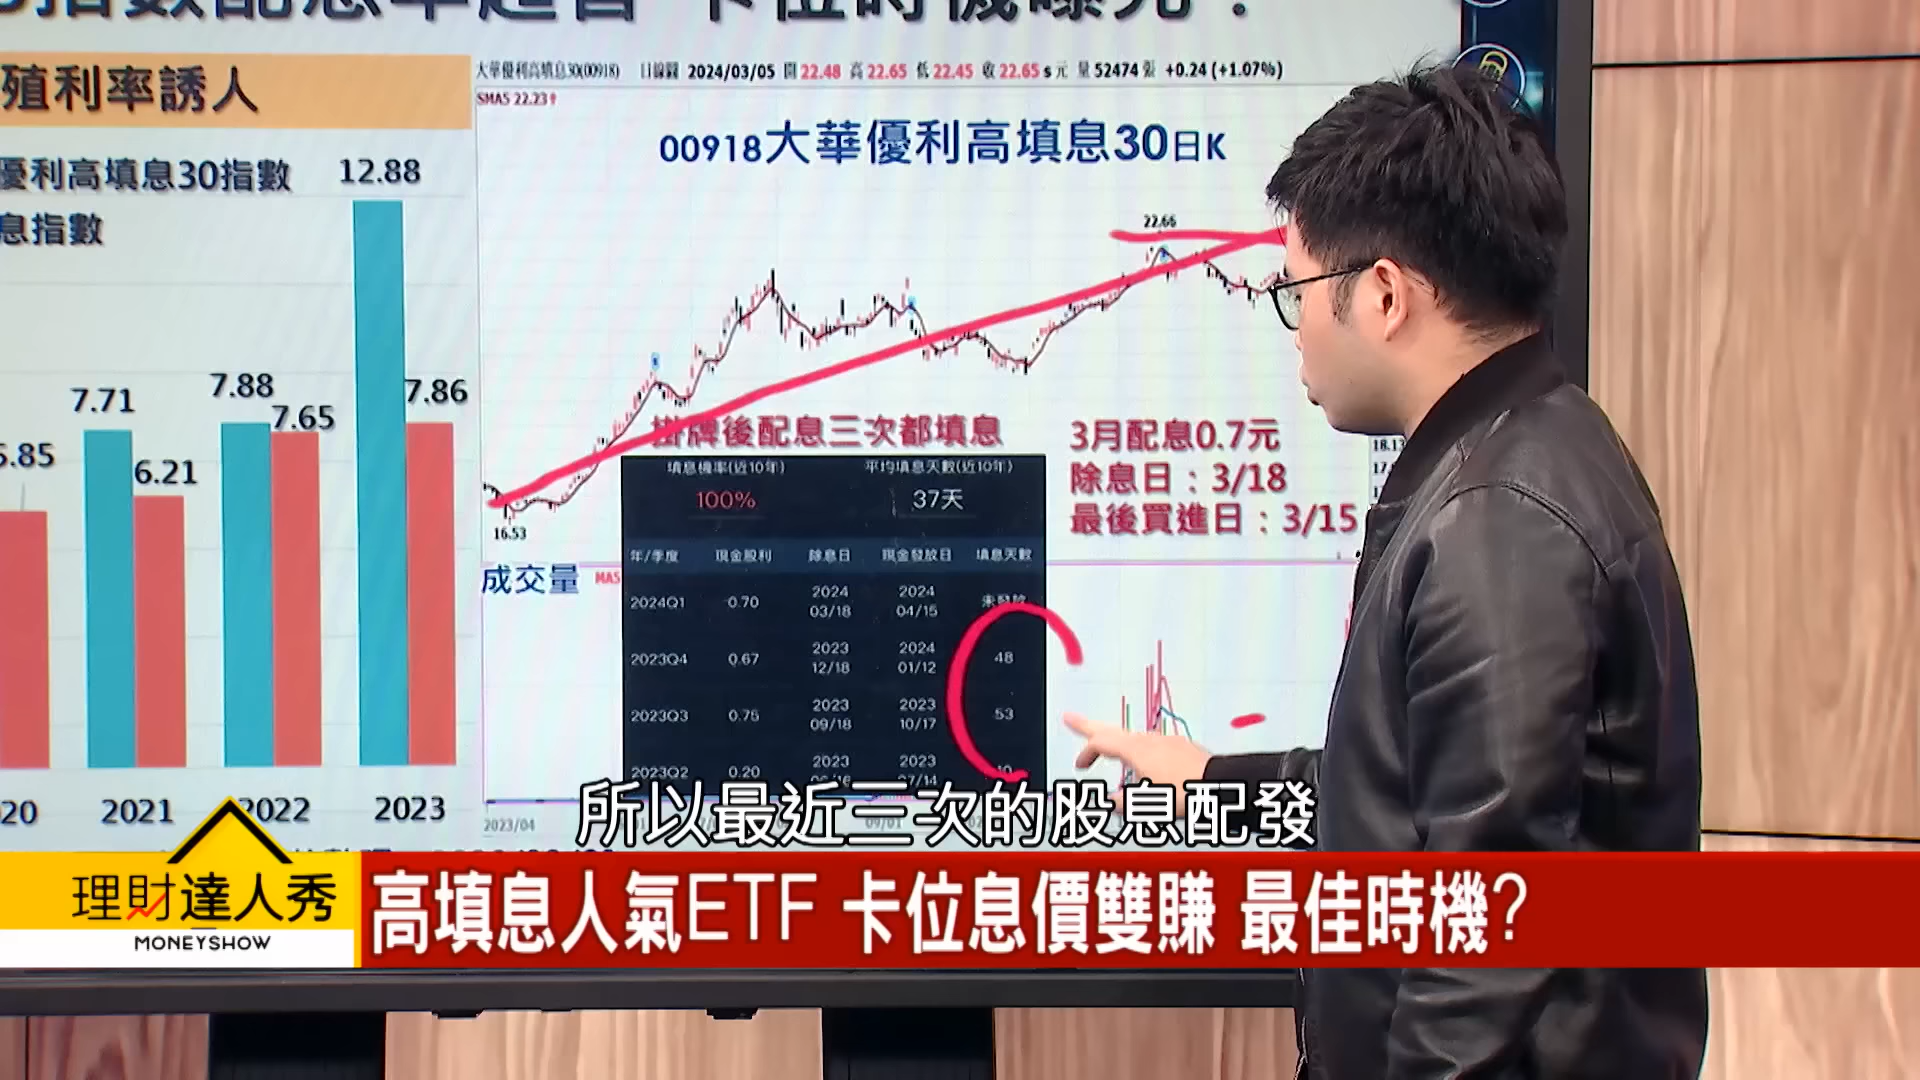 殖利率誘人
優利高填息30指數
息指數
12.88
7.88
7.86
7.71
7.65
6.21
5.85
20
2021
2022
2023
大華優利高填息30(00918) 日線圖 2024/03/05 開 22.48 高 22.65 低 22.45 收 22.65 s 元 量 52474 張 +0.24 (+1.07%)
SMA5 22.23↑
00918大華優利高填息30日K
22.66
16.53
掛牌後配息三次都填息
3月配息0.7元
除息日：3/18
最後買進日：3/15
18.13
填息機率(近10年) 平均填息天數(近10年)
100% 37天
年/季度 現金股利 除息日 現金發放日 填息天數
2024Q1 0.70 2024 03/18 2024 04/15
2023Q4 0.67 2023 12/18 2024 01/12 48
2023Q3 0.75 2023 09/18 2023 10/17 53
2023Q2 0.20 2023 2023 07/14
成交量 MA5
2023/04
09/01
所以最近三次的股息配發
理財達人秀
MONEYSHOW
高填息人氣ETF 卡位息價雙賺 最佳時機?